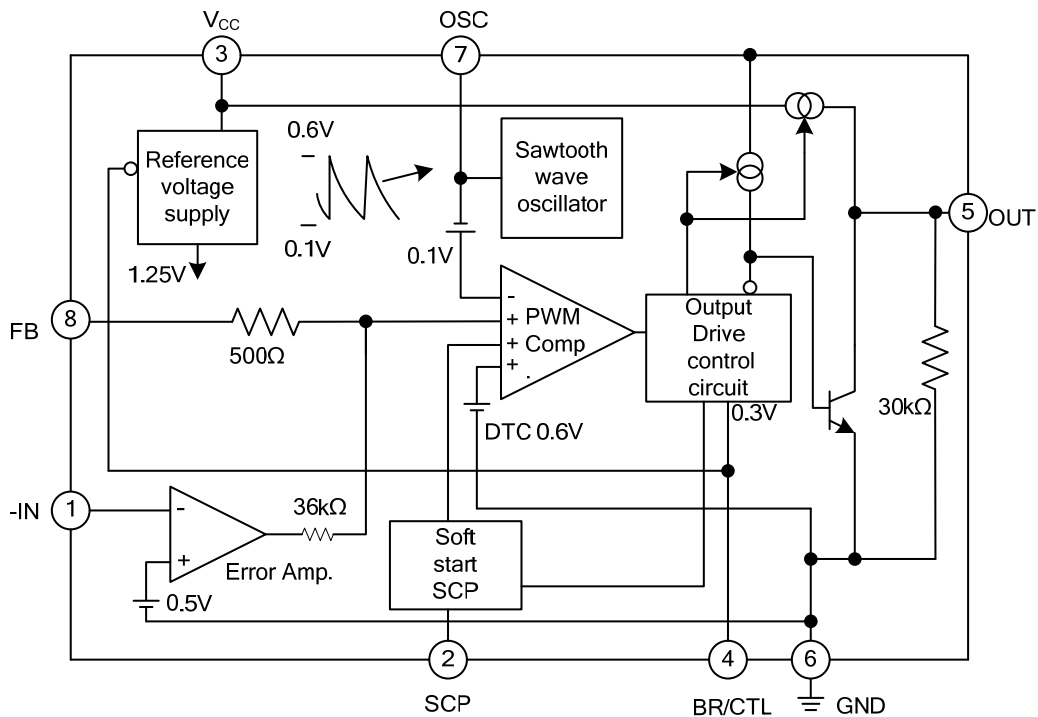 VCC
OSC
3
7
0.6V
Reference
voltage
supply
Sawtooth
wave
oscillator
0.1V
0.1V
1.25V
5
OUT
8
FB
500Ω
-
+ PWM
+ Comp
+ .
Output
Drive
control
circuit
0.3V
30kΩ
DTC 0.6V
1
-IN
-
+
36kΩ
Error Amp.
0.5V
Soft
start
SCP
2
4
6
SCP
BR/CTL
GND